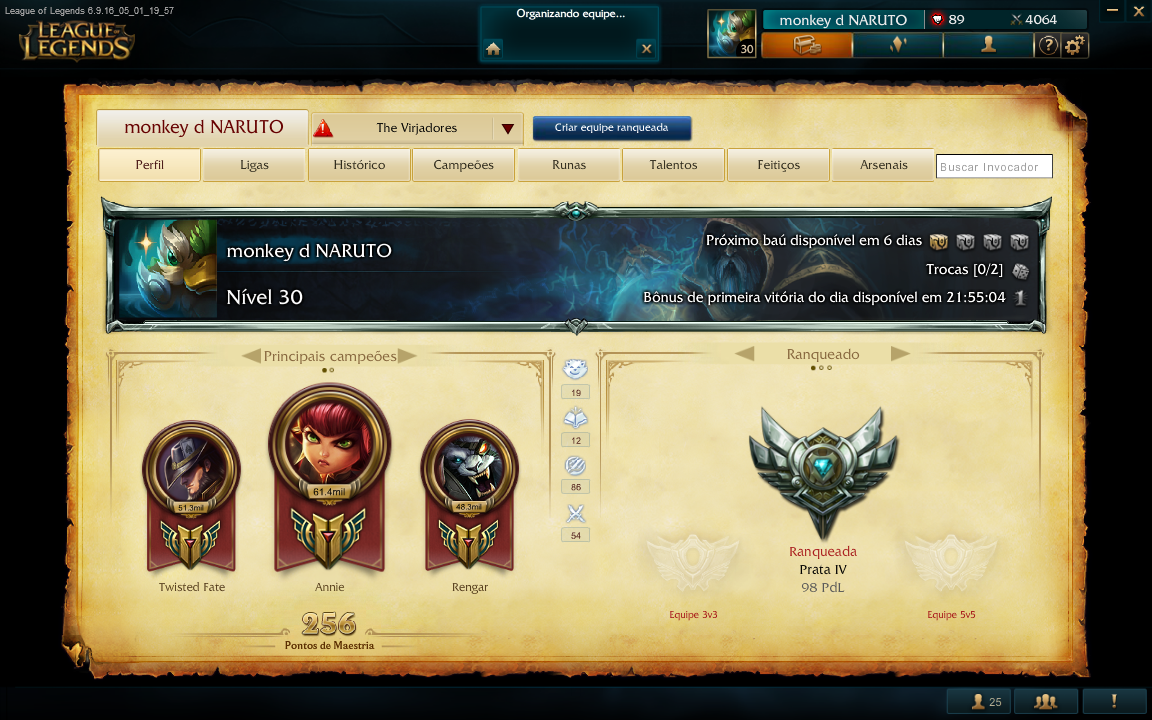 League of Legends 6.9.16_05_01_19_57
LEAGUE OF LEGENDS
Organizando equipe...
30
monkey d NARUTO
89
4064
?
monkey d NARUTO
The Virjadores
Criar equipe ranqueada
Perfil
Ligas
Histórico
Campeões
Runas
Talentos
Feitiços
Arsenais
Buscar Invocador
monkey d NARUTO
Nível 30
Próximo baú disponível em 6 dias
Trocas [0/2]
Bônus de primeira vitória do dia disponível em 21:55:04
1
Principais campeões
51.3mil
Twisted Fate
61.4mil
Annie
48.3mil
Rengar
256
Pontos de Maestria
19
12
86
54
Ranqueado
Ranqueada
Prata IV
98 PdL
Equipe 3v3
Equipe 5v5
25
!